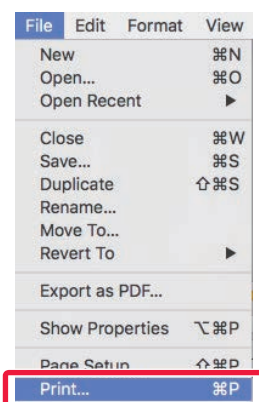 File Edit Format View
New ⌘N
Open... ⌘O
Open Recent ▶
Close ⌘W
Save... ⌘S
Duplicate ⇧⌘S
Rename...
Move To...
Revert To ▶
Export as PDF...
Show Properties ⌥⌘P
Page Setup ⇧⌘P
Print... ⌘P